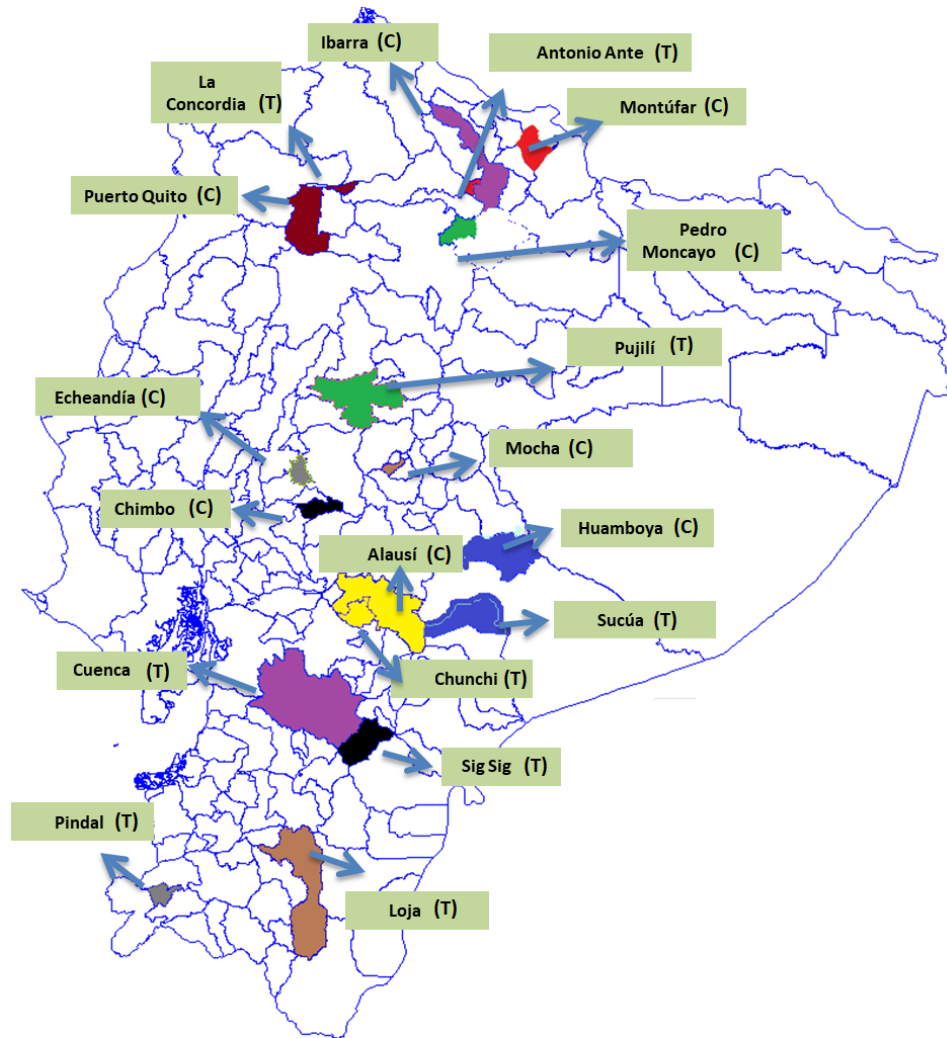 Ibarra (C)
Antonio Ante (T)
La
Concordia (T)
Montúfar (C)
Puerto Quito (C)
Pedro
Moncayo (C)
Pujilí (T)
Echeandía (C)
Mocha (C)
Chimbo (C)
Huamboya (C)
Alausí (C)
Sucúa (T)
Cuenca (T)
Chunchi (T)
Sig Sig (T)
Pindal (T)
Loja (T)